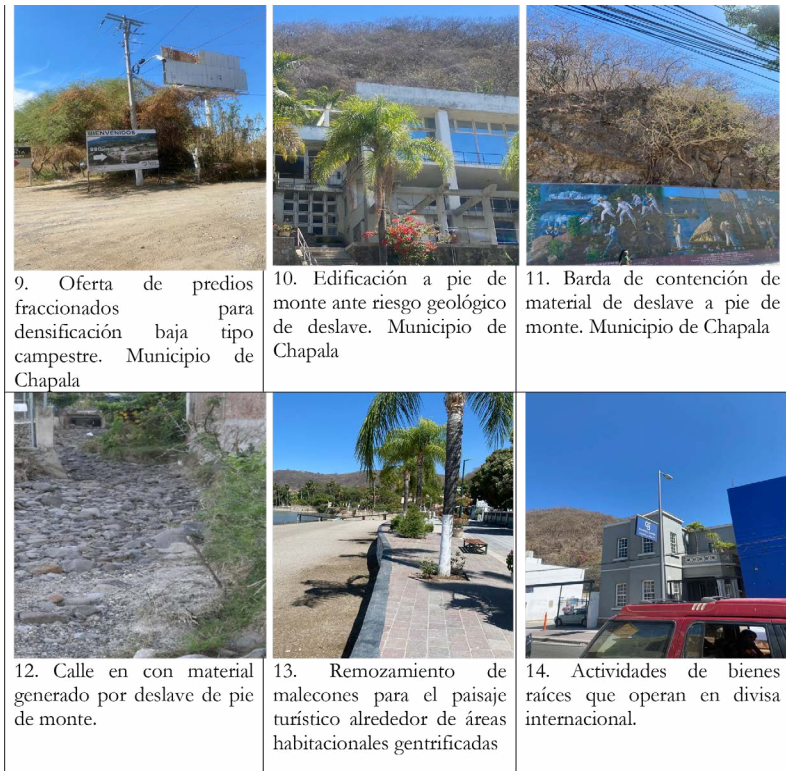 BIENVENIDOS
9. Oferta de predios
fraccionados para
densificación baja tipo
campestre. Municipio de
Chapala
10. Edificación a pie de
monte ante riesgo geológico
de deslave. Municipio de
Chapala
11. Barda de contención de
material de deslave a pie de
monte. Municipio de Chapala
12. Calle en con material
generado por deslave de pie
de monte.
13. Remozamiento de
malecones para el paisaje
turístico alrededor de áreas
habitacionales gentrificadas
14. Actividades de bienes
raíces que operan en divisa
internacional.